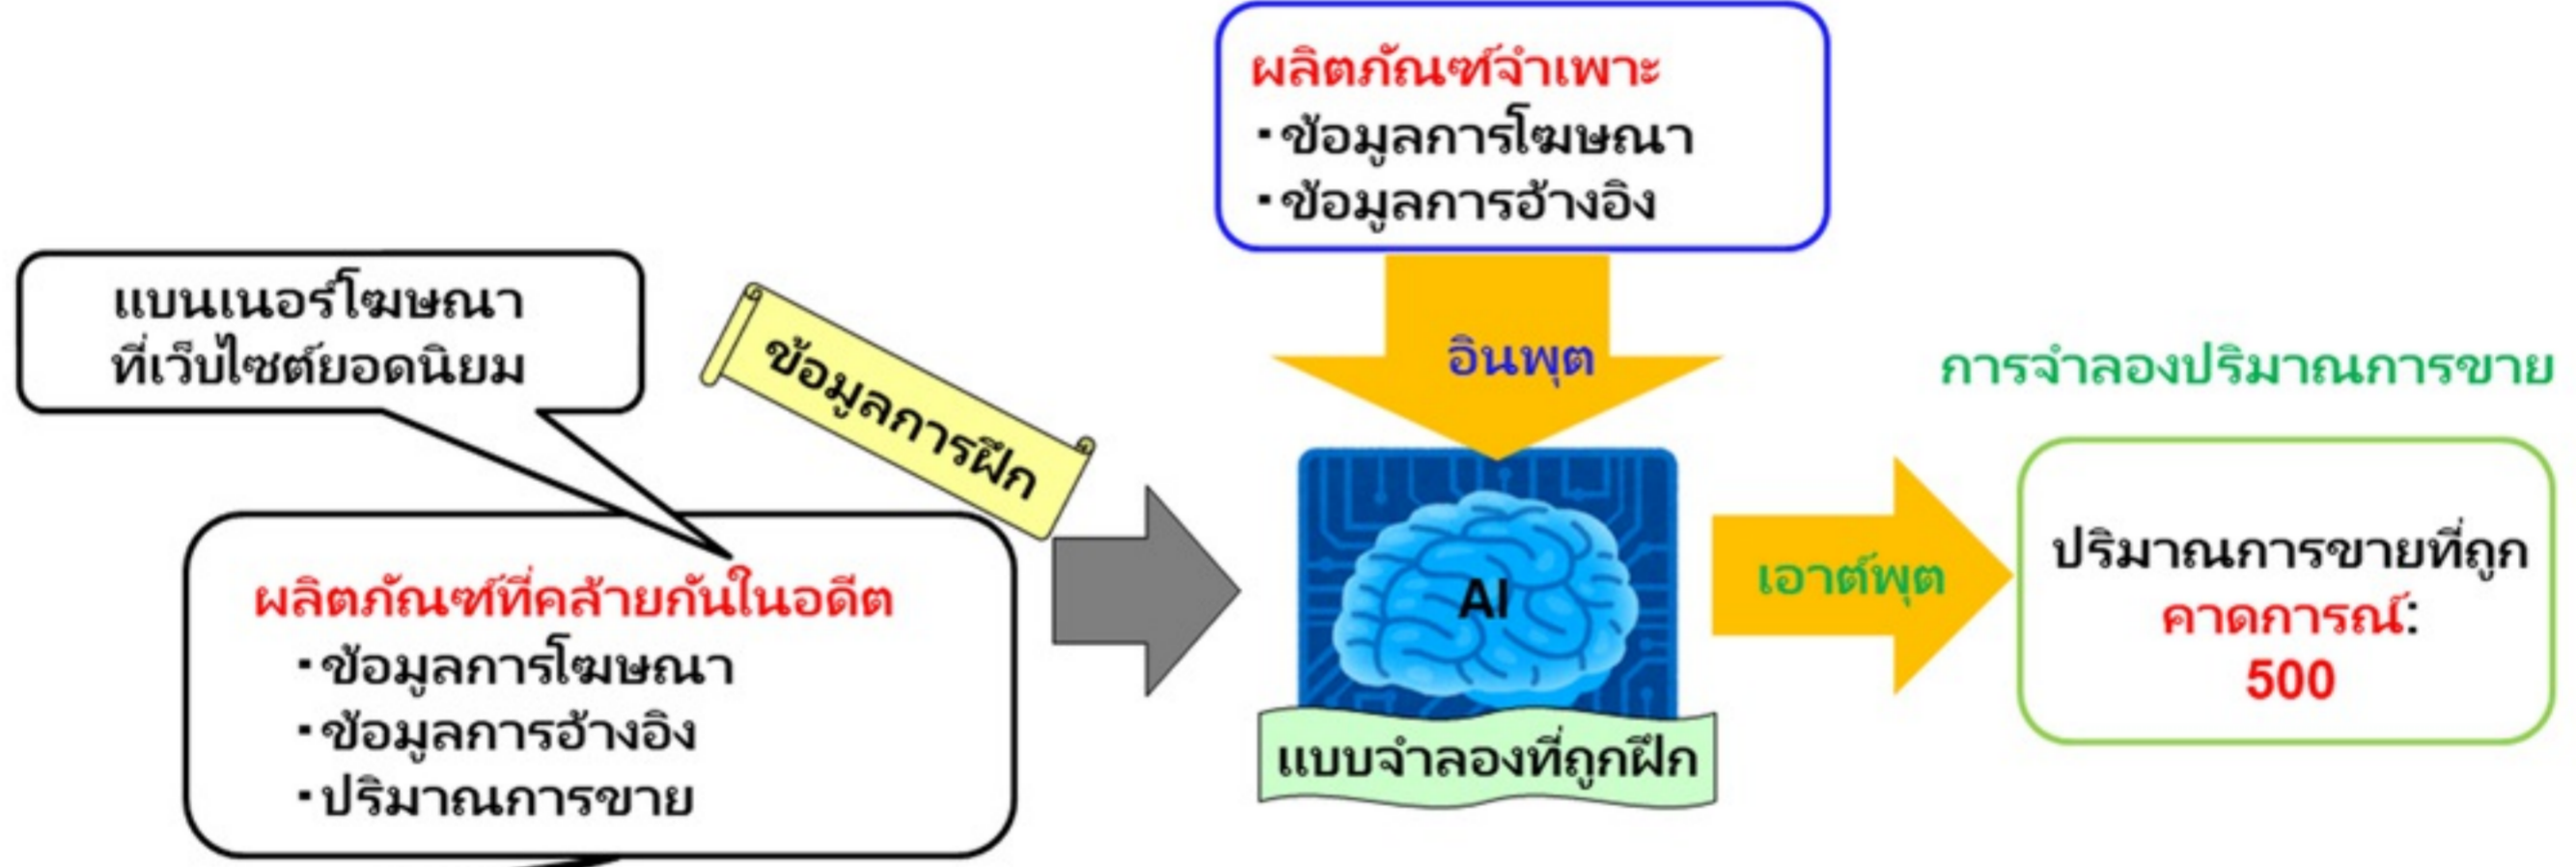 ผลิตภัณฑ์จำเพาะ
▪ข้อมูลการโฆษณา
▪ข้อมูลการอ้างอิง
แบนเนอร์โฆษณา
ที่เว็บไซต์ยอดนิยม
ข้อมูลการฝึก
อินพุต
การจำลองปริมาณการขาย
ผลิตภัณฑ์ที่คล้ายกันในอดีต
▪ข้อมูลการโฆษณา
▪ข้อมูลการอ้างอิง
▪ปริมาณการขาย
AI
แบบจำลองที่ถูกฝึก
เอาต์พุต
ปริมาณการขายที่ถูก
คาดการณ์:
500